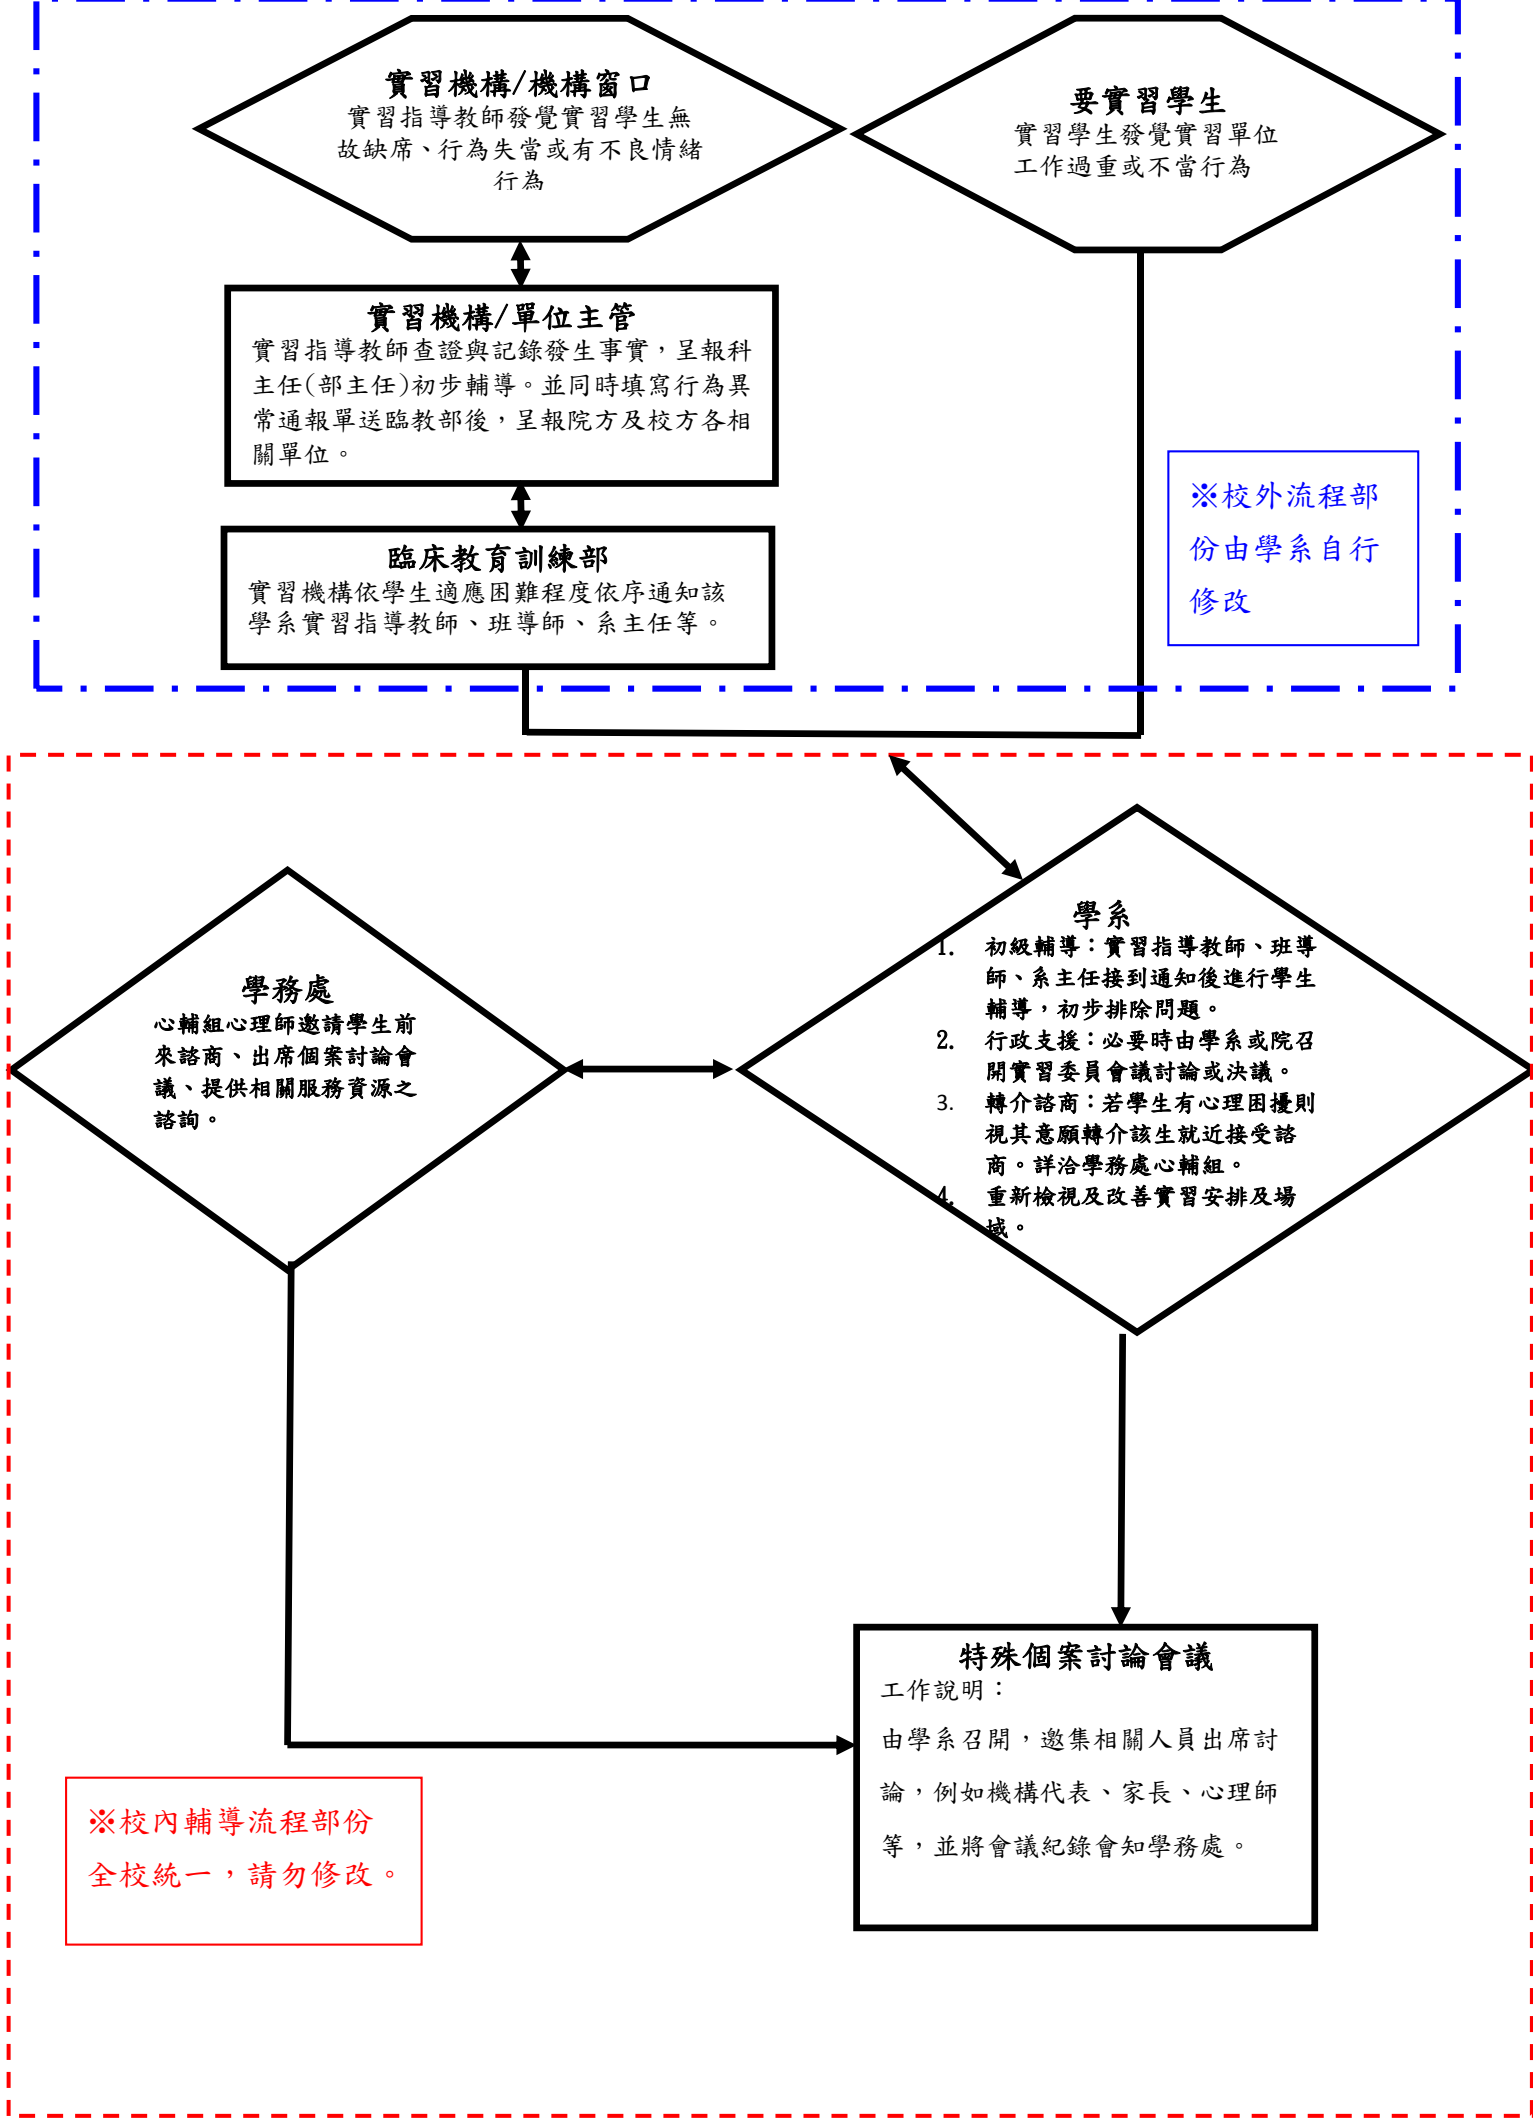 實習機構/機構窗口
實習指導教師發覺實習學生無
故缺席、行為失當或有不良情緒
行為
要實習學生
實習學生發覺實習單位
工作過重或不當行為
實習機構/單位主管
實習指導教師查證與記錄發生事實，呈報科
主任(部主任)初步輔導。並同時填寫行為異
常通報單送臨教部後，呈報院方及校方各相
關單位。
※校外流程部
份由學系自行
修改
臨床教育訓練部
實習機構依學生適應困難程度依序通知該
學系實習指導教師、班導師、系主任等。
學系
1. 初級輔導：實習指導教師、班導
師、系主任接到通知後進行學生
輔導，初步排除問題。
2. 行政支援：必要時由學系或院召
開實習委員會議討論或決議。
3. 轉介諮商：若學生有心理困擾則
視其意願轉介該生就近接受諮
商。詳洽學務處心輔組。
4. 重新檢視及改善實習安排及場
域。
學務處
心輔組心理師邀請學生前
來諮商、出席個案討論會
議、提供相關服務資源之
諮詢。
特殊個案討論會議
工作說明：
由學系召開，邀集相關人員出席討
論，例如機構代表、家長、心理師
等，並將會議紀錄會知學務處。
※校內輔導流程部份
全校統一，請勿修改。